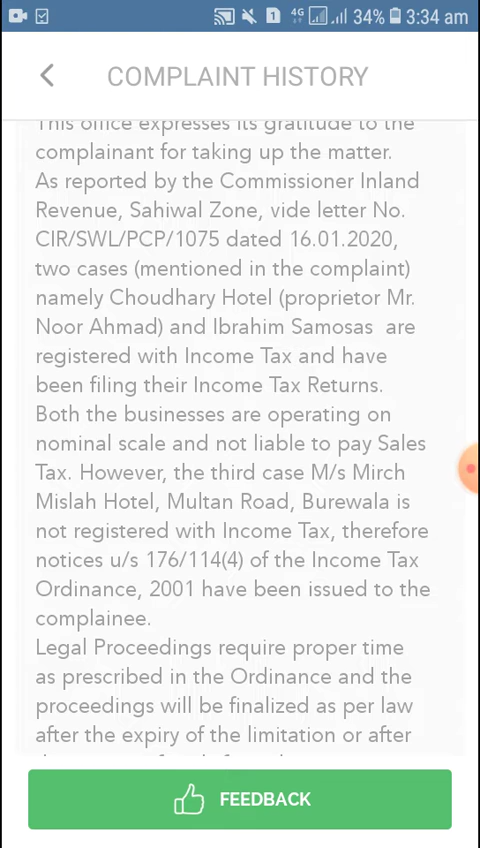 4G 34% 3:34 am
COMPLAINT HISTORY
This office expresses its gratitude to the
complainant for taking up the matter.
As reported by the Commissioner Inland
Revenue, Sahiwal Zone, vide letter No.
CIR/SWL/PCP/1075 dated 16.01.2020,
two cases (mentioned in the complaint)
namely Choudhary Hotel (proprietor Mr.
Noor Ahmad) and Ibrahim Samosas are
registered with Income Tax and have
been filing their Income Tax Returns.
Both the businesses are operating on
nominal scale and not liable to pay Sales
Tax. However, the third case M/s Mirch
Mislah Hotel, Multan Road, Burewala is
not registered with Income Tax, therefore
notices u/s 176/114(4) of the Income Tax
Ordinance, 2001 have been issued to the
complainee.
Legal Proceedings require proper time
as prescribed in the Ordinance and the
proceedings will be finalized as per law
after the expiry of the limitation or after
FEEDBACK